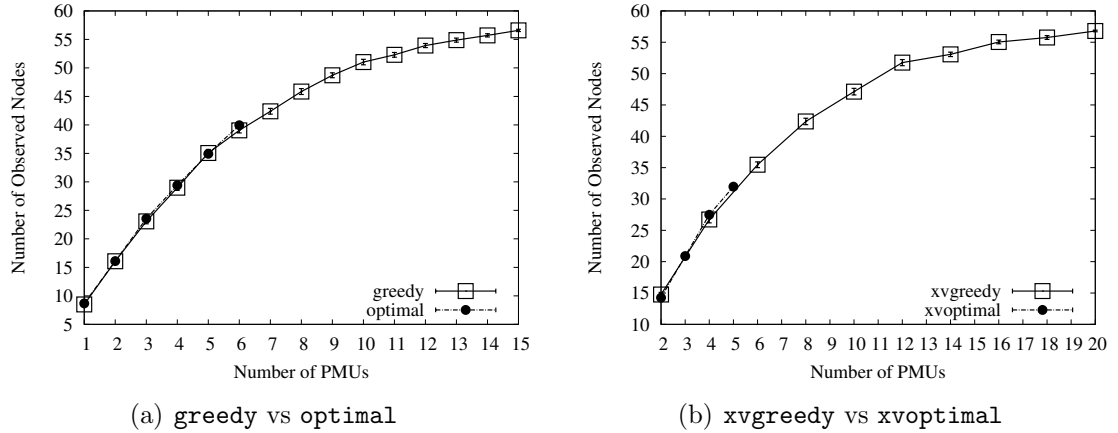 60
55
50
45
40
35
30
25
20
15
10
5
Number of Observed Nodes
1 2 3 4 5 6 7 8 9 10 11 12 13 14 15
Number of PMUs
greedy
optimal
(a) greedy vs optimal
60
55
50
45
40
35
30
25
20
15
10
Number of Observed Nodes
2 3 4 5 6 7 8 9 10 11 12 13 14 15 16 17 18 19 20
Number of PMUs
xvgreedy
xvoptimal
(b) xvgreedy vs xvoptimal